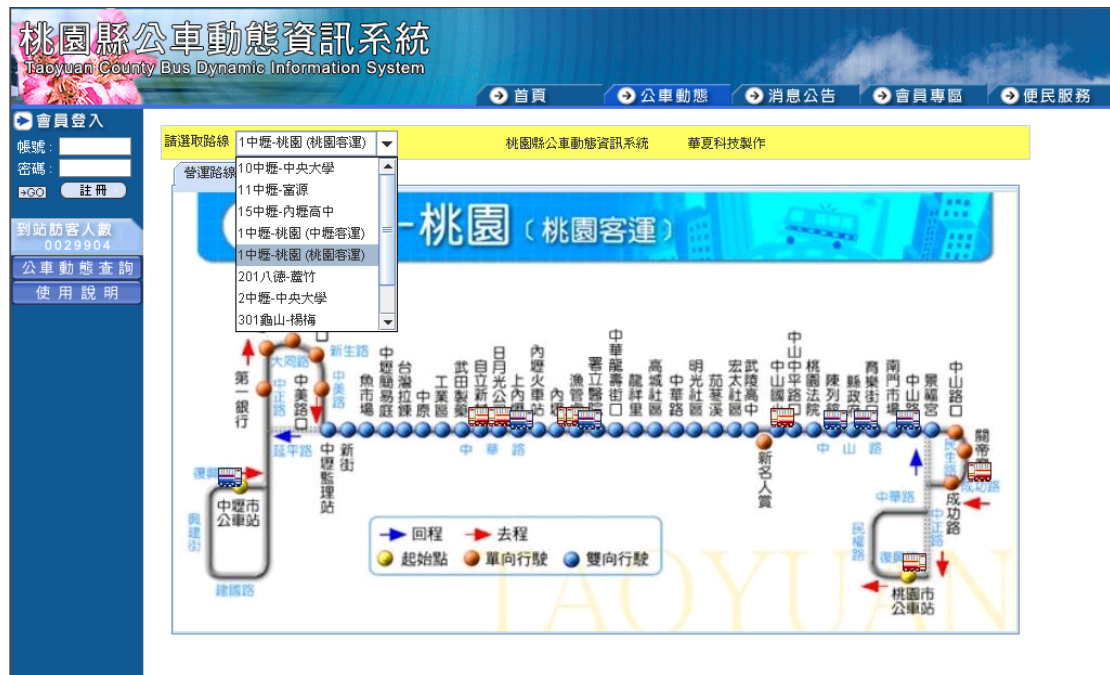 桃園縣公車動態資訊系統
Taoyuan County Bus Dynamic Information System
首頁
公車動態
消息公告
會員專區
便民服務
會員登入
帳號:
密碼:
GO
註冊
到站訪客人數
0029904
公車動態查詢
使用說明
請選取路線
1中壢-桃園 (桃園客運)
桃園縣公車動態資訊系統
華夏科技製作
營運路線
10中壢-中央大學
11中壢-富源
15中壢-內壢高中
1中壢-桃園 (中壢客運)
1中壢-桃園 (桃園客運)
201八德-蘆竹
2中壢-中央大學
301龜山-楊梅
-桃園(桃園客運)
大同路
新生路
中正路
中美路
第一銀行
中美路口
延平路
中壢監理站
新街
中壢簡易庭
魚市場
台灣拉鍊
中原
工業區
武田製藥
自立新
日月光公
上內壢
內壢火車站
內壢
漁管處
署立醫院
中華龍壽街口
龍祥里
高城社區
中華路
明光社區
茄苳溪
宏太社區
武陵高中
中山國小
中山中平路口
桃園法院
陳列館
縣政府
育樂街口
南門市場
中山路
景福宮
中山路口
中華路
新名人賞
中山路
民生路
關帝
成功路
成功路
中華路
中正路
民權路
復興
桃園市公車站
復興
中壢市公車站
興建街
建國路
回程
去程
起始點
單向行駛
雙向行駛
TAOYUAN